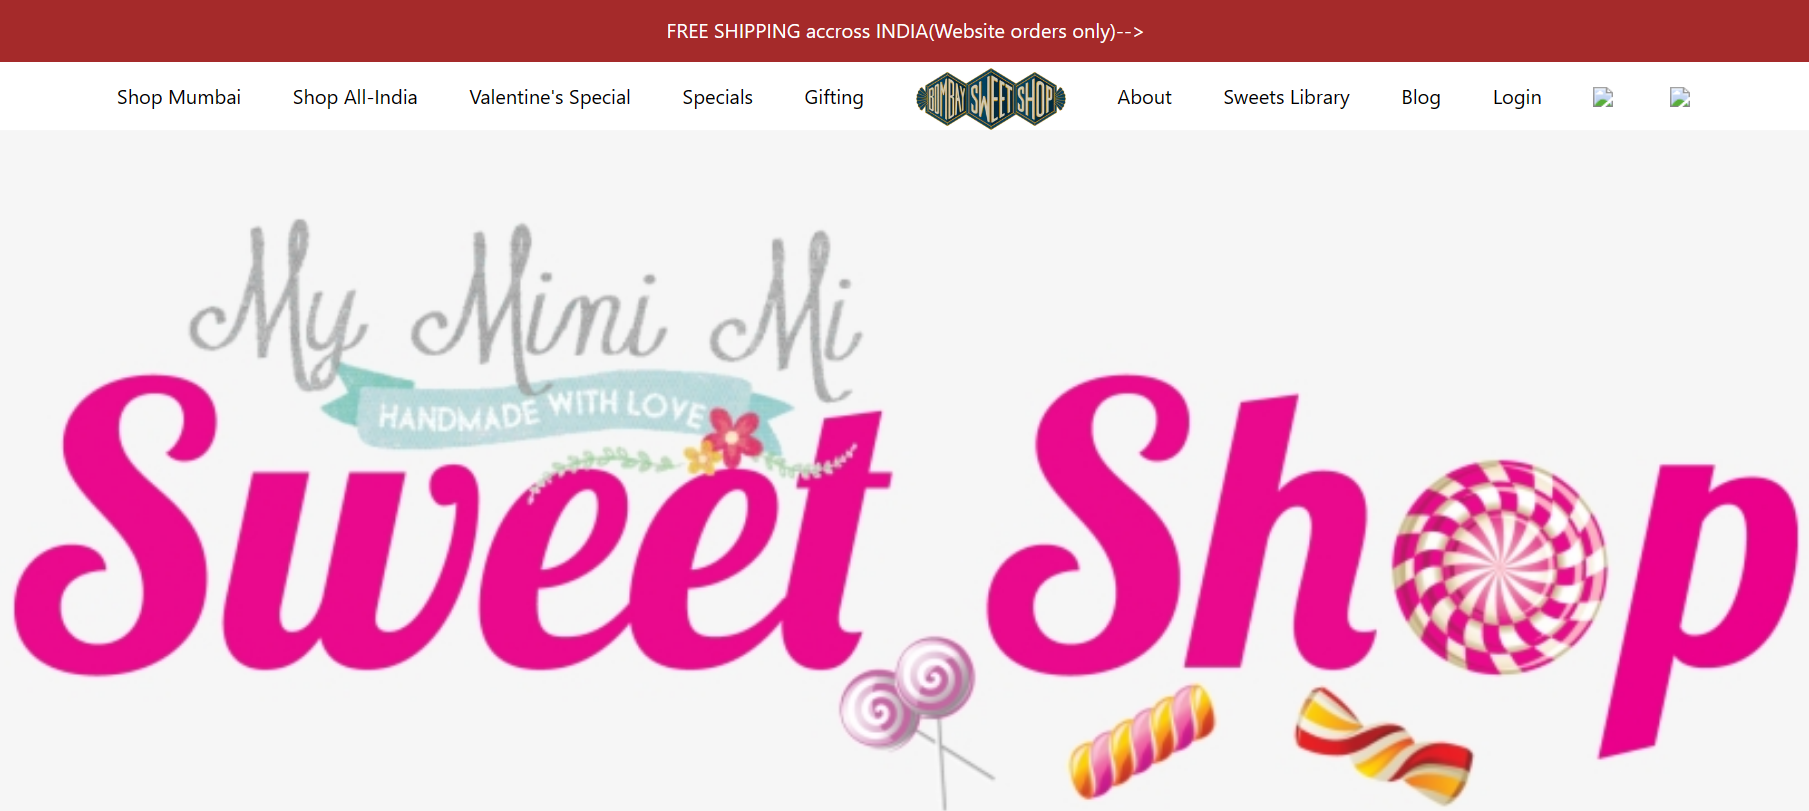 FREE SHIPPING accross INDIA(Website orders only)-->
Shop Mumbai Shop All-India Valentine's Special Specials Gifting BOMBAY SWEET SHOP About Sweets Library Blog Login
My Mini Mi
HANDMADE WITH LOVE
Sweet Shop